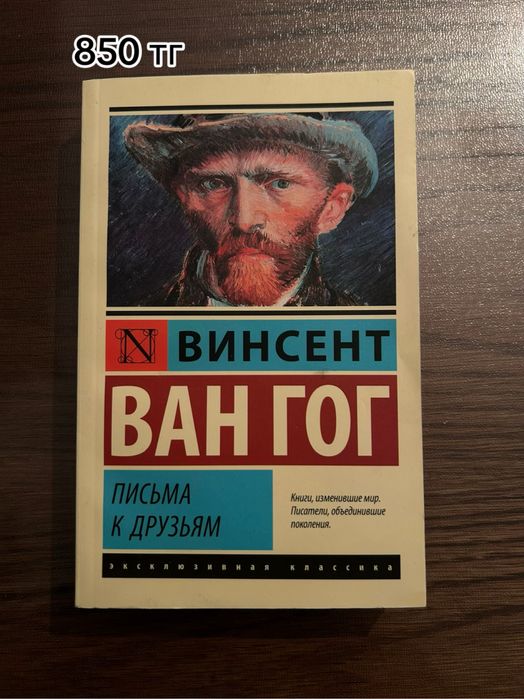 850 тг
N
ВИНСЕНТ
ВАН ГОГ
ПИСЬМА
К ДРУЗЬЯМ
Книги, изменившие мир.
Писатели, объединившие
поколения.
эксклюзивная классика